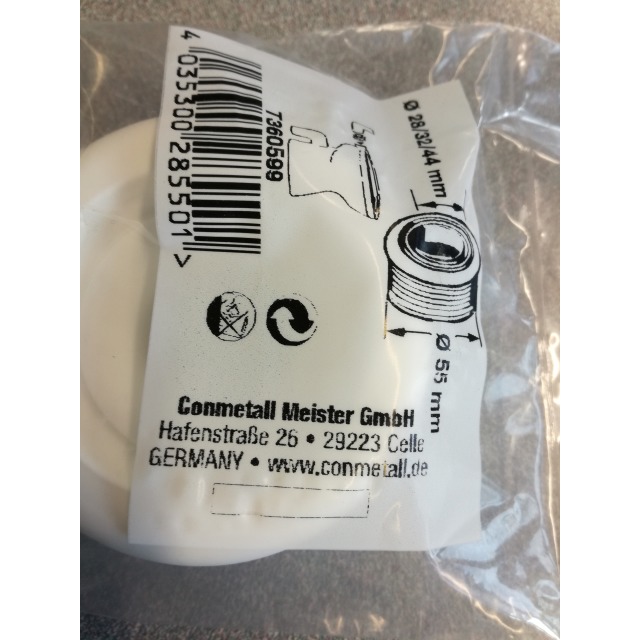 4 035300 285501 >
7360599
Ø 28/32/44 mm
Ø 55 mm
Conmetall Meister GmbH
Hafenstraße 26 • 29223 Celle
GERMANY • www.conmetall.de